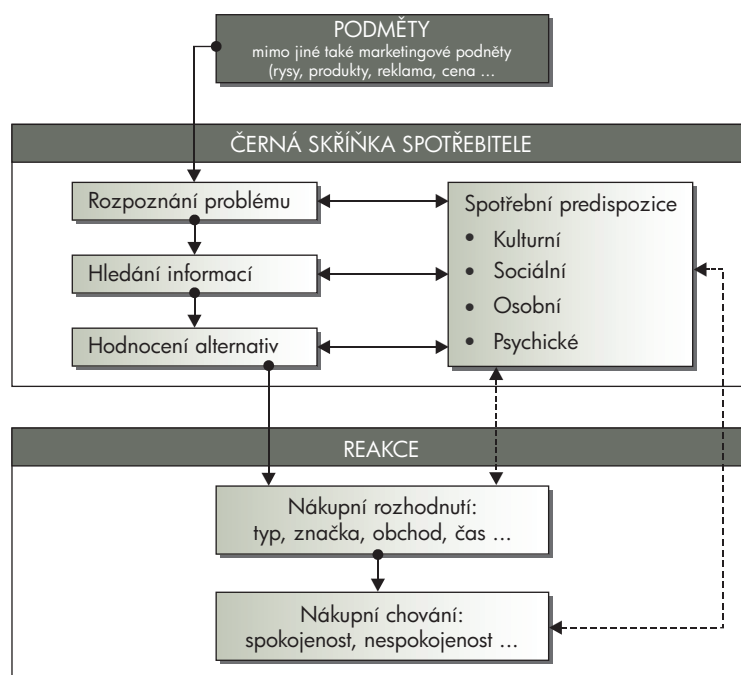 PODMĚTY
mimo jiné také marketingové podněty
(rysy, produkty, reklama, cena ...
ČERNÁ SKŘÍŇKA SPOTŘEBITELE
Rozpoznání problému
Hledání informací
Hodnocení alternativ
Spotřební predispozice
• Kulturní
• Sociální
• Osobní
• Psychické
REAKCE
Nákupní rozhodnutí:
typ, značka, obchod, čas ...
Nákupní chování:
spokojenost, nespokojenost ...